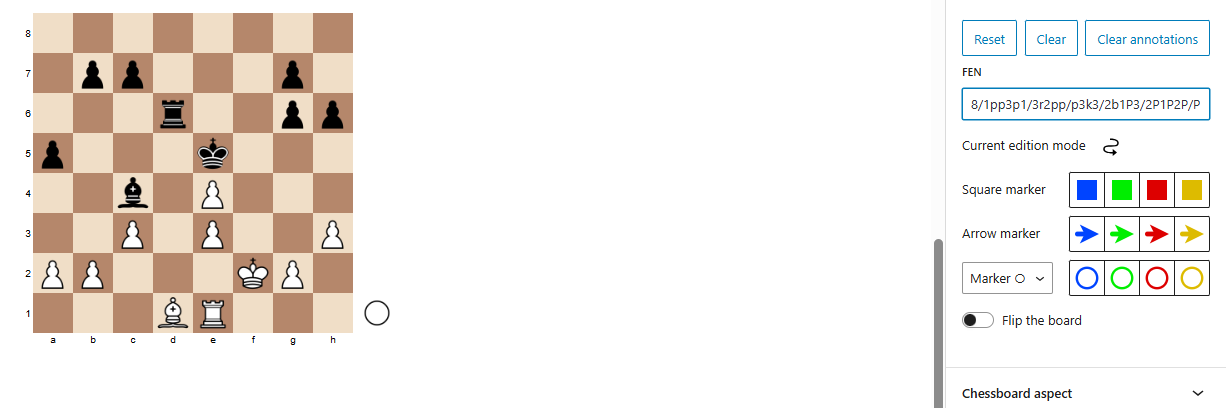 8
7
6
5
4
3
2
1
a b c d e f g h
Reset Clear Clear annotations
FEN
8/1pp3p1/3r2pp/p3k3/2b1P3/2P1P2P/P
Current edition mode
Square marker
Arrow marker
Marker
Flip the board
Chessboard aspect